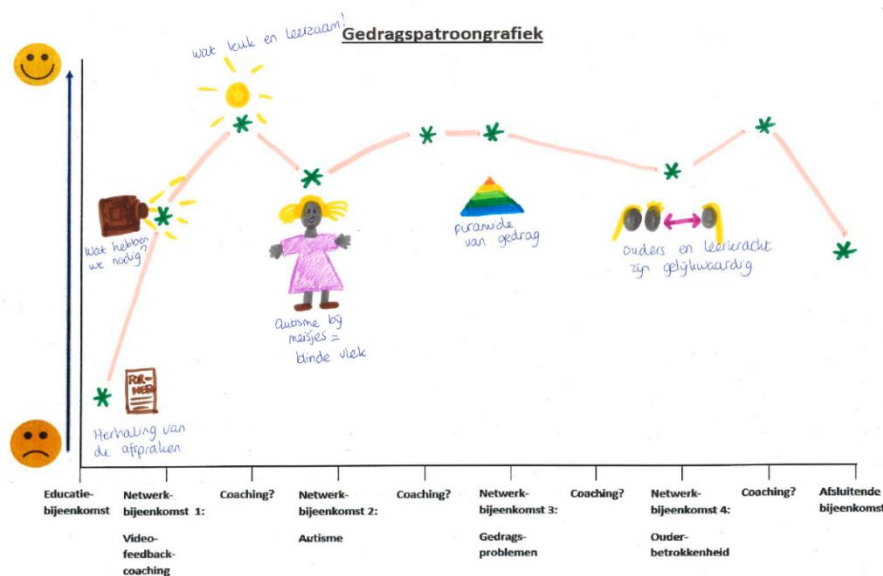 Gedragspatroongrafiek
Wat leuk en leerzaam!
Wat hebben
we nodig?
FOR-
MEEL
Herhaling van
de afspraken
Autisme bij
meisjes =
blinde vlek
piramide
van gedrag
Ouders en leerkracht
zijn gelijkwaardig
Educatie-
bijeenkomst
Netwerk-
bijeenkomst 1:
Video-
feedback-
coaching
Coaching?
Netwerk-
bijeenkomst 2:
Autisme
Coaching?
Netwerk-
bijeenkomst 3:
Gedrags-
problemen
Coaching?
Netwerk-
bijeenkomst 4:
Ouder-
betrokkenheid
Coaching?
Afsluitende
bijeenkomst